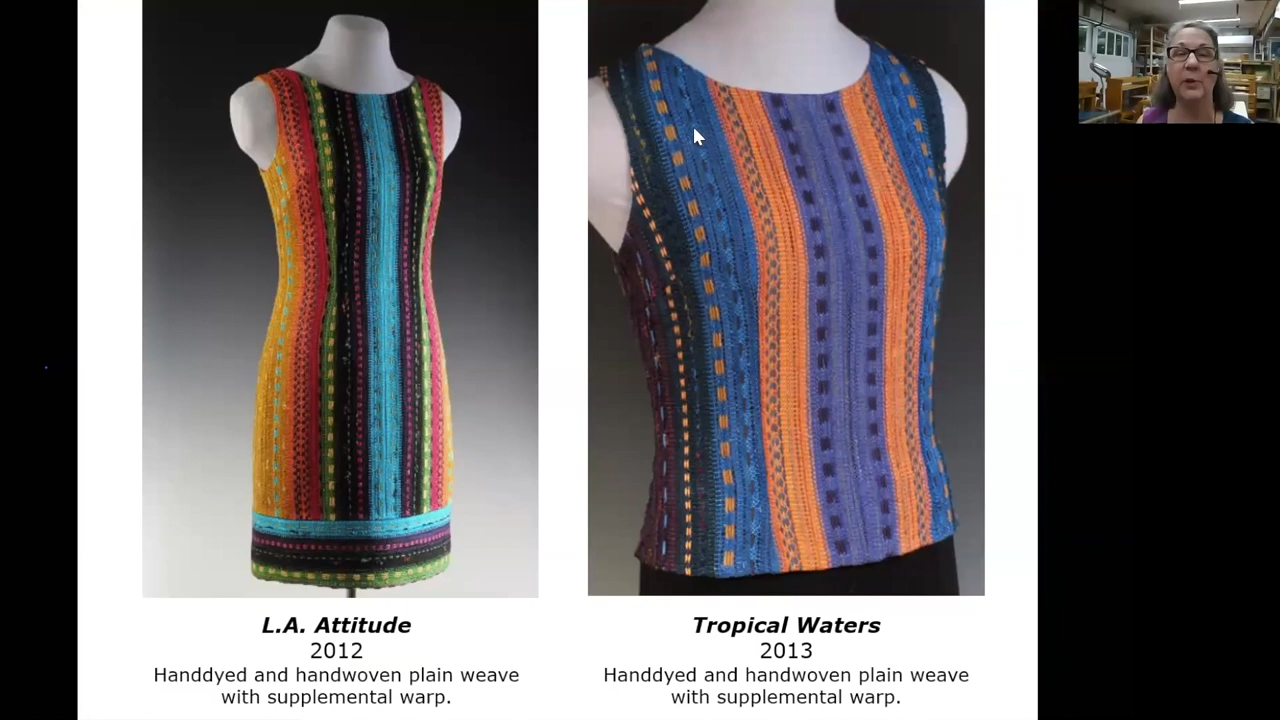 L.A. Attitude
2012
Handdyed and handwoven plain weave
with supplemental warp.
Tropical Waters
2013
Handdyed and handwoven plain weave
with supplemental warp.